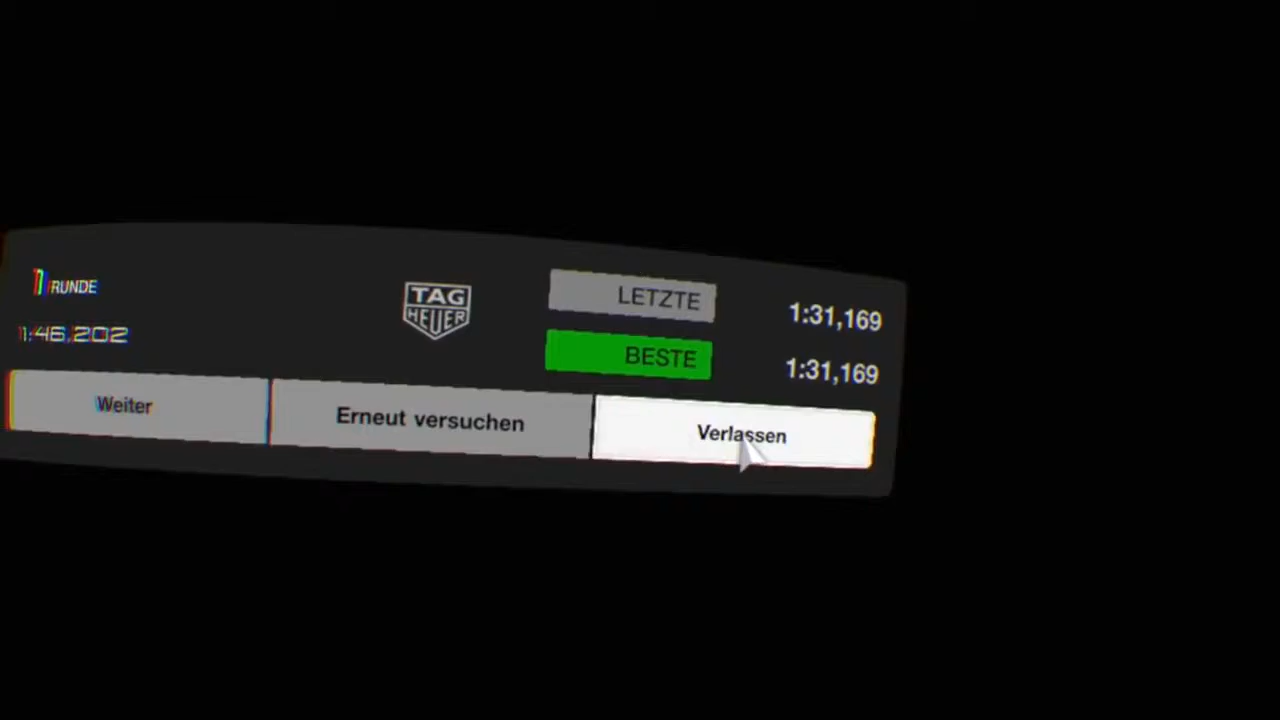 RUNDE
1:46,202
TAG
HEUER
LETZTE 1:31,169
BESTE 1:31,169
Weiter
Erneut versuchen
Verlassen